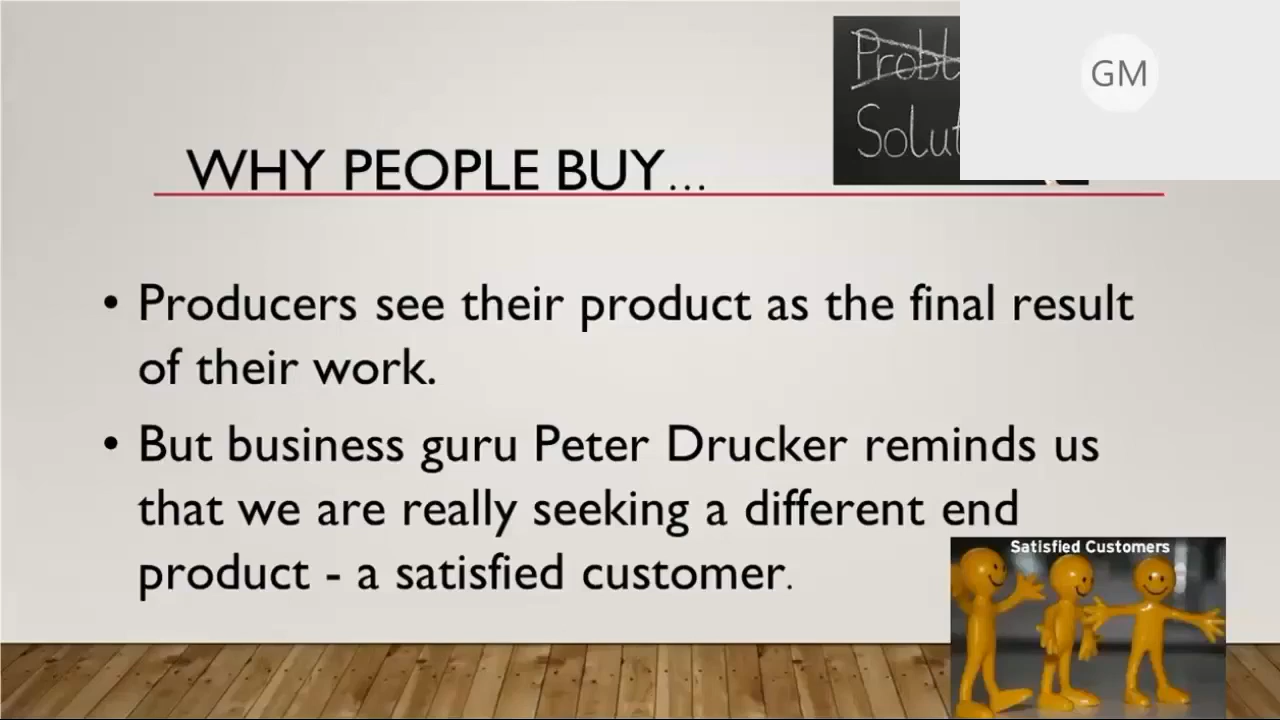 Solut
GM
WHY PEOPLE BUY...
• Producers see their product as the final result
of their work.
• But business guru Peter Drucker reminds us
that we are really seeking a different end
product - a satisfied customer.
Satisfied Customers